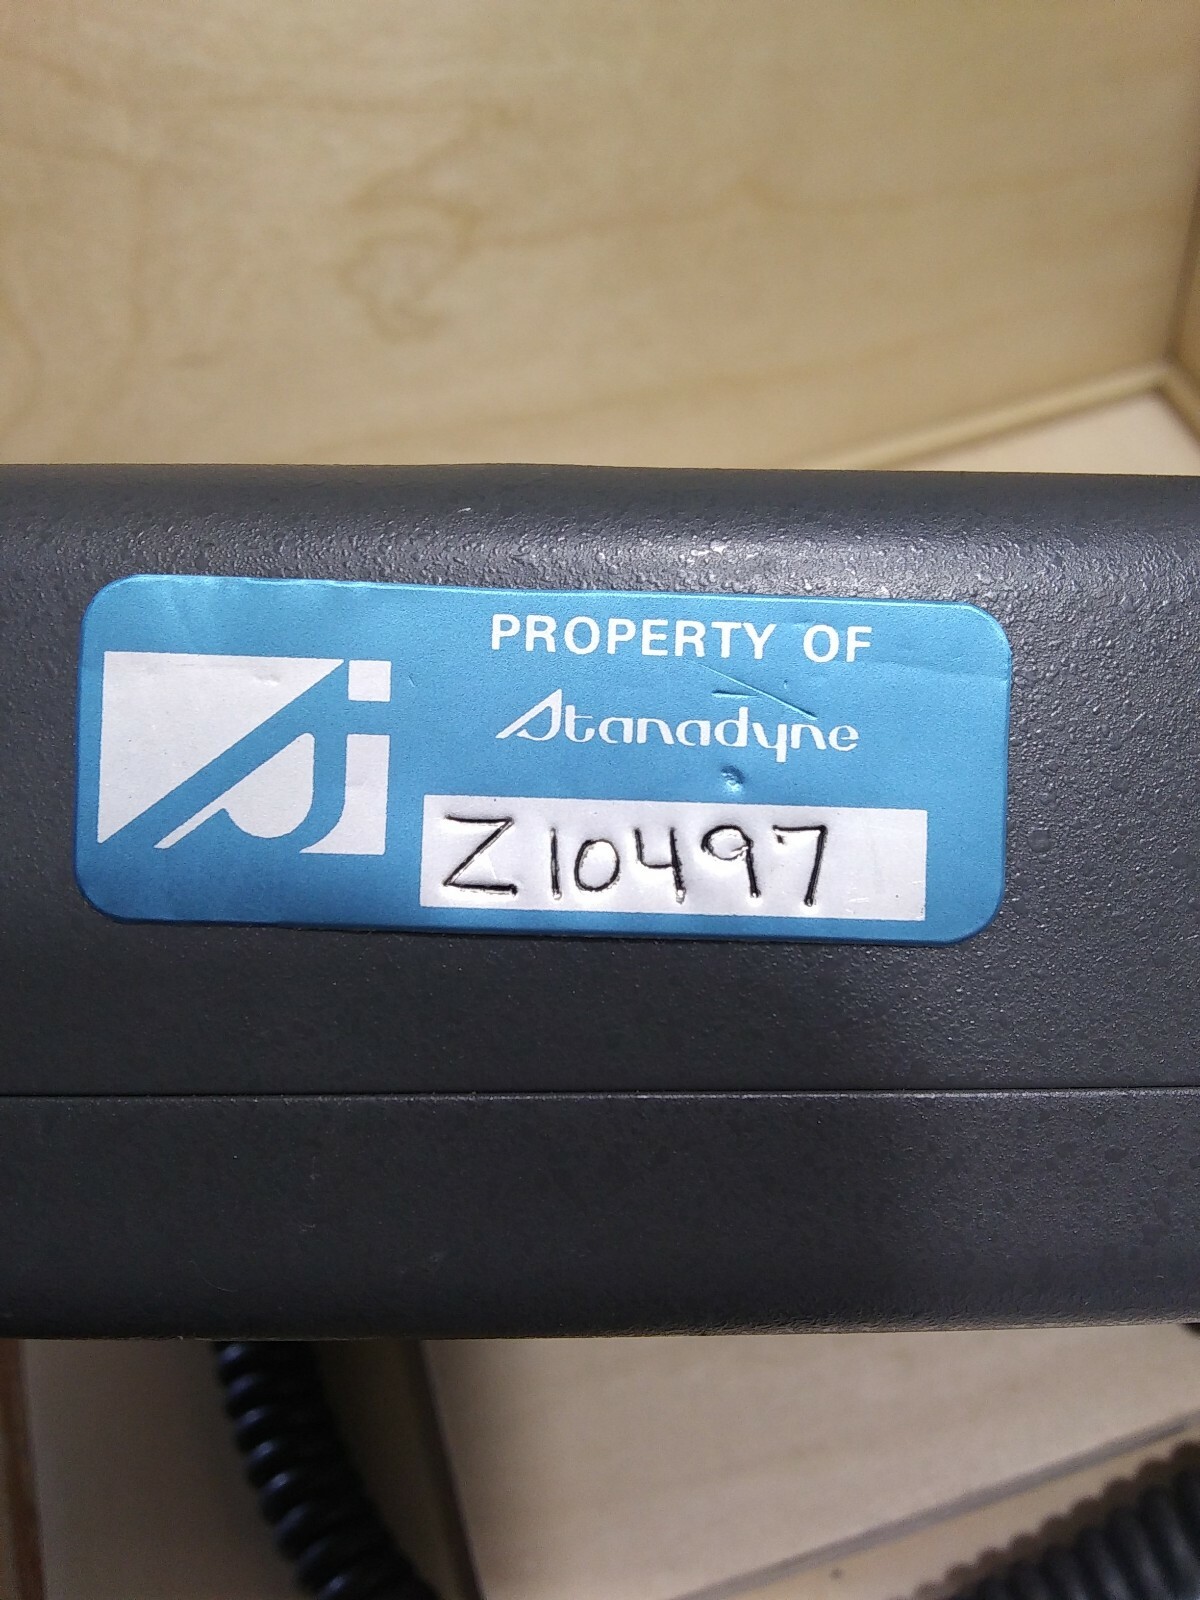 PROPERTY OF
Stanadyne
Z10497